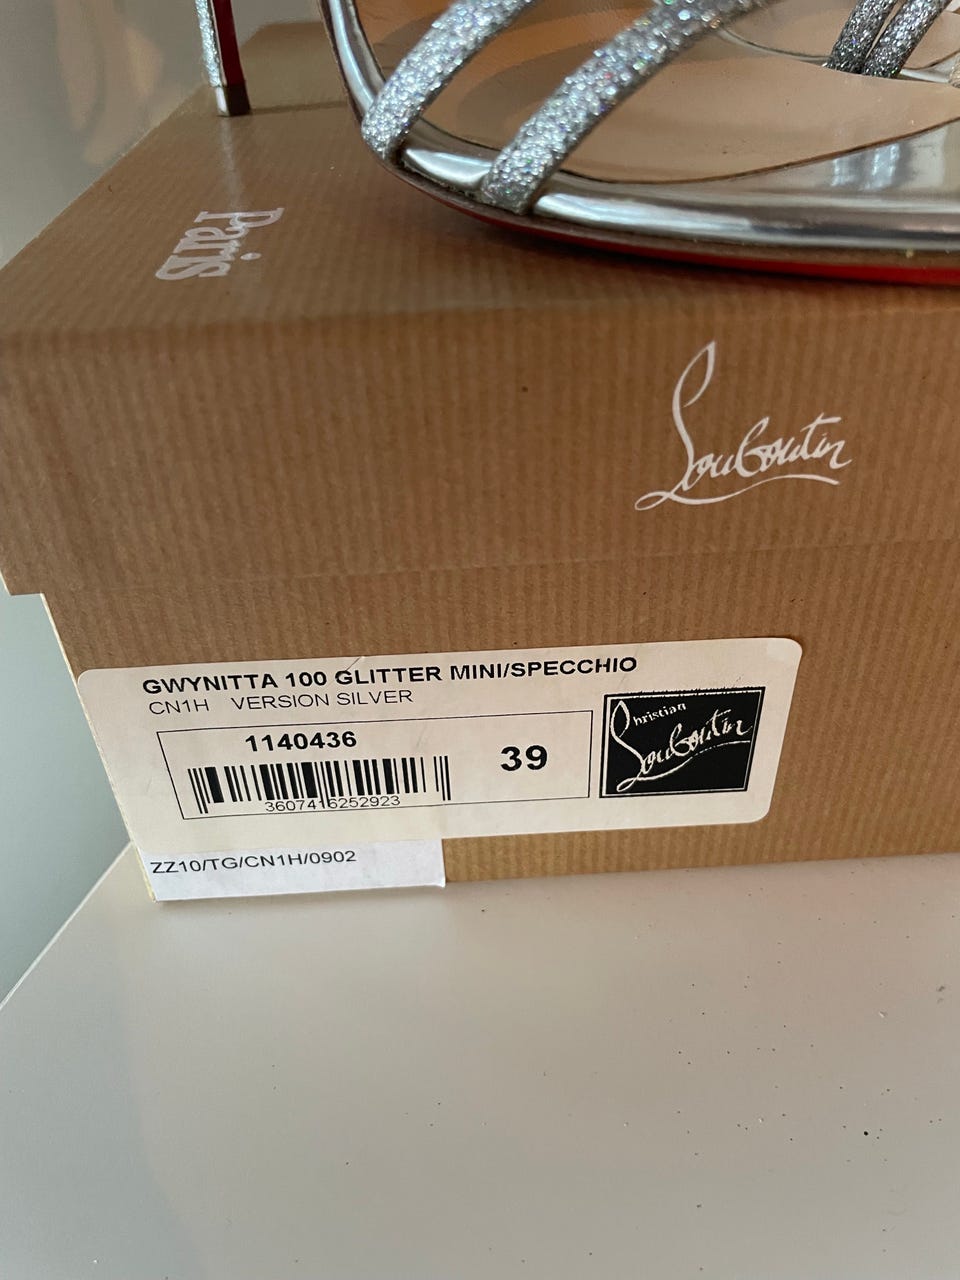 Paris
Louboutin
GWYNITTA 100 GLITTER MINI/SPECCHIO
CN1H VERSION SILVER
1140436
39
3607416252923
Christian
Louboutin
ZZ10/TG/CN1H/0902